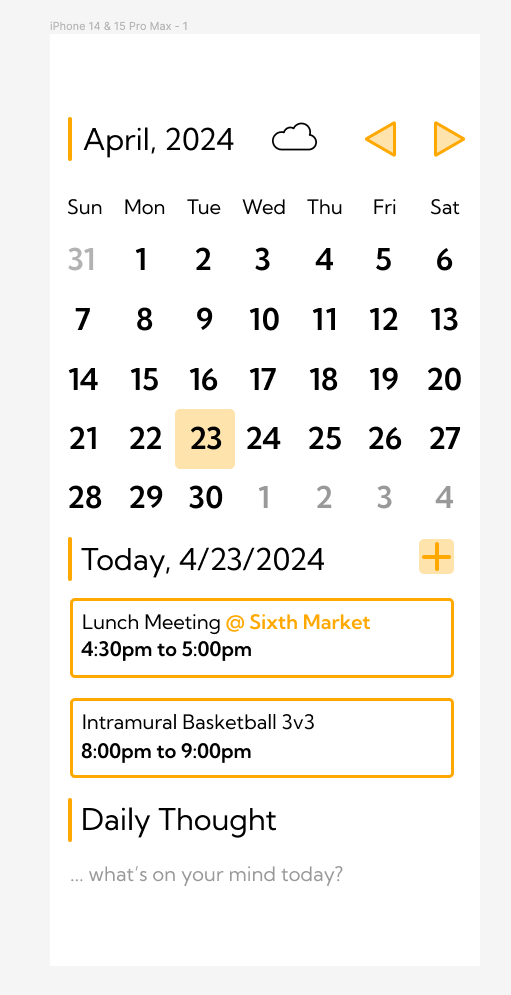 iPhone 14 & 15 Pro Max - 1
April, 2024
Sun Mon Tue Wed Thu Fri Sat
31 1 2 3 4 5 6
7 8 9 10 11 12 13
14 15 16 17 18 19 20
21 22 23 24 25 26 27
28 29 30 1 2 3 4
Today, 4/23/2024
Lunch Meeting @ Sixth Market
4:30pm to 5:00pm
Intramural Basketball 3v3
8:00pm to 9:00pm
Daily Thought
... what's on your mind today?